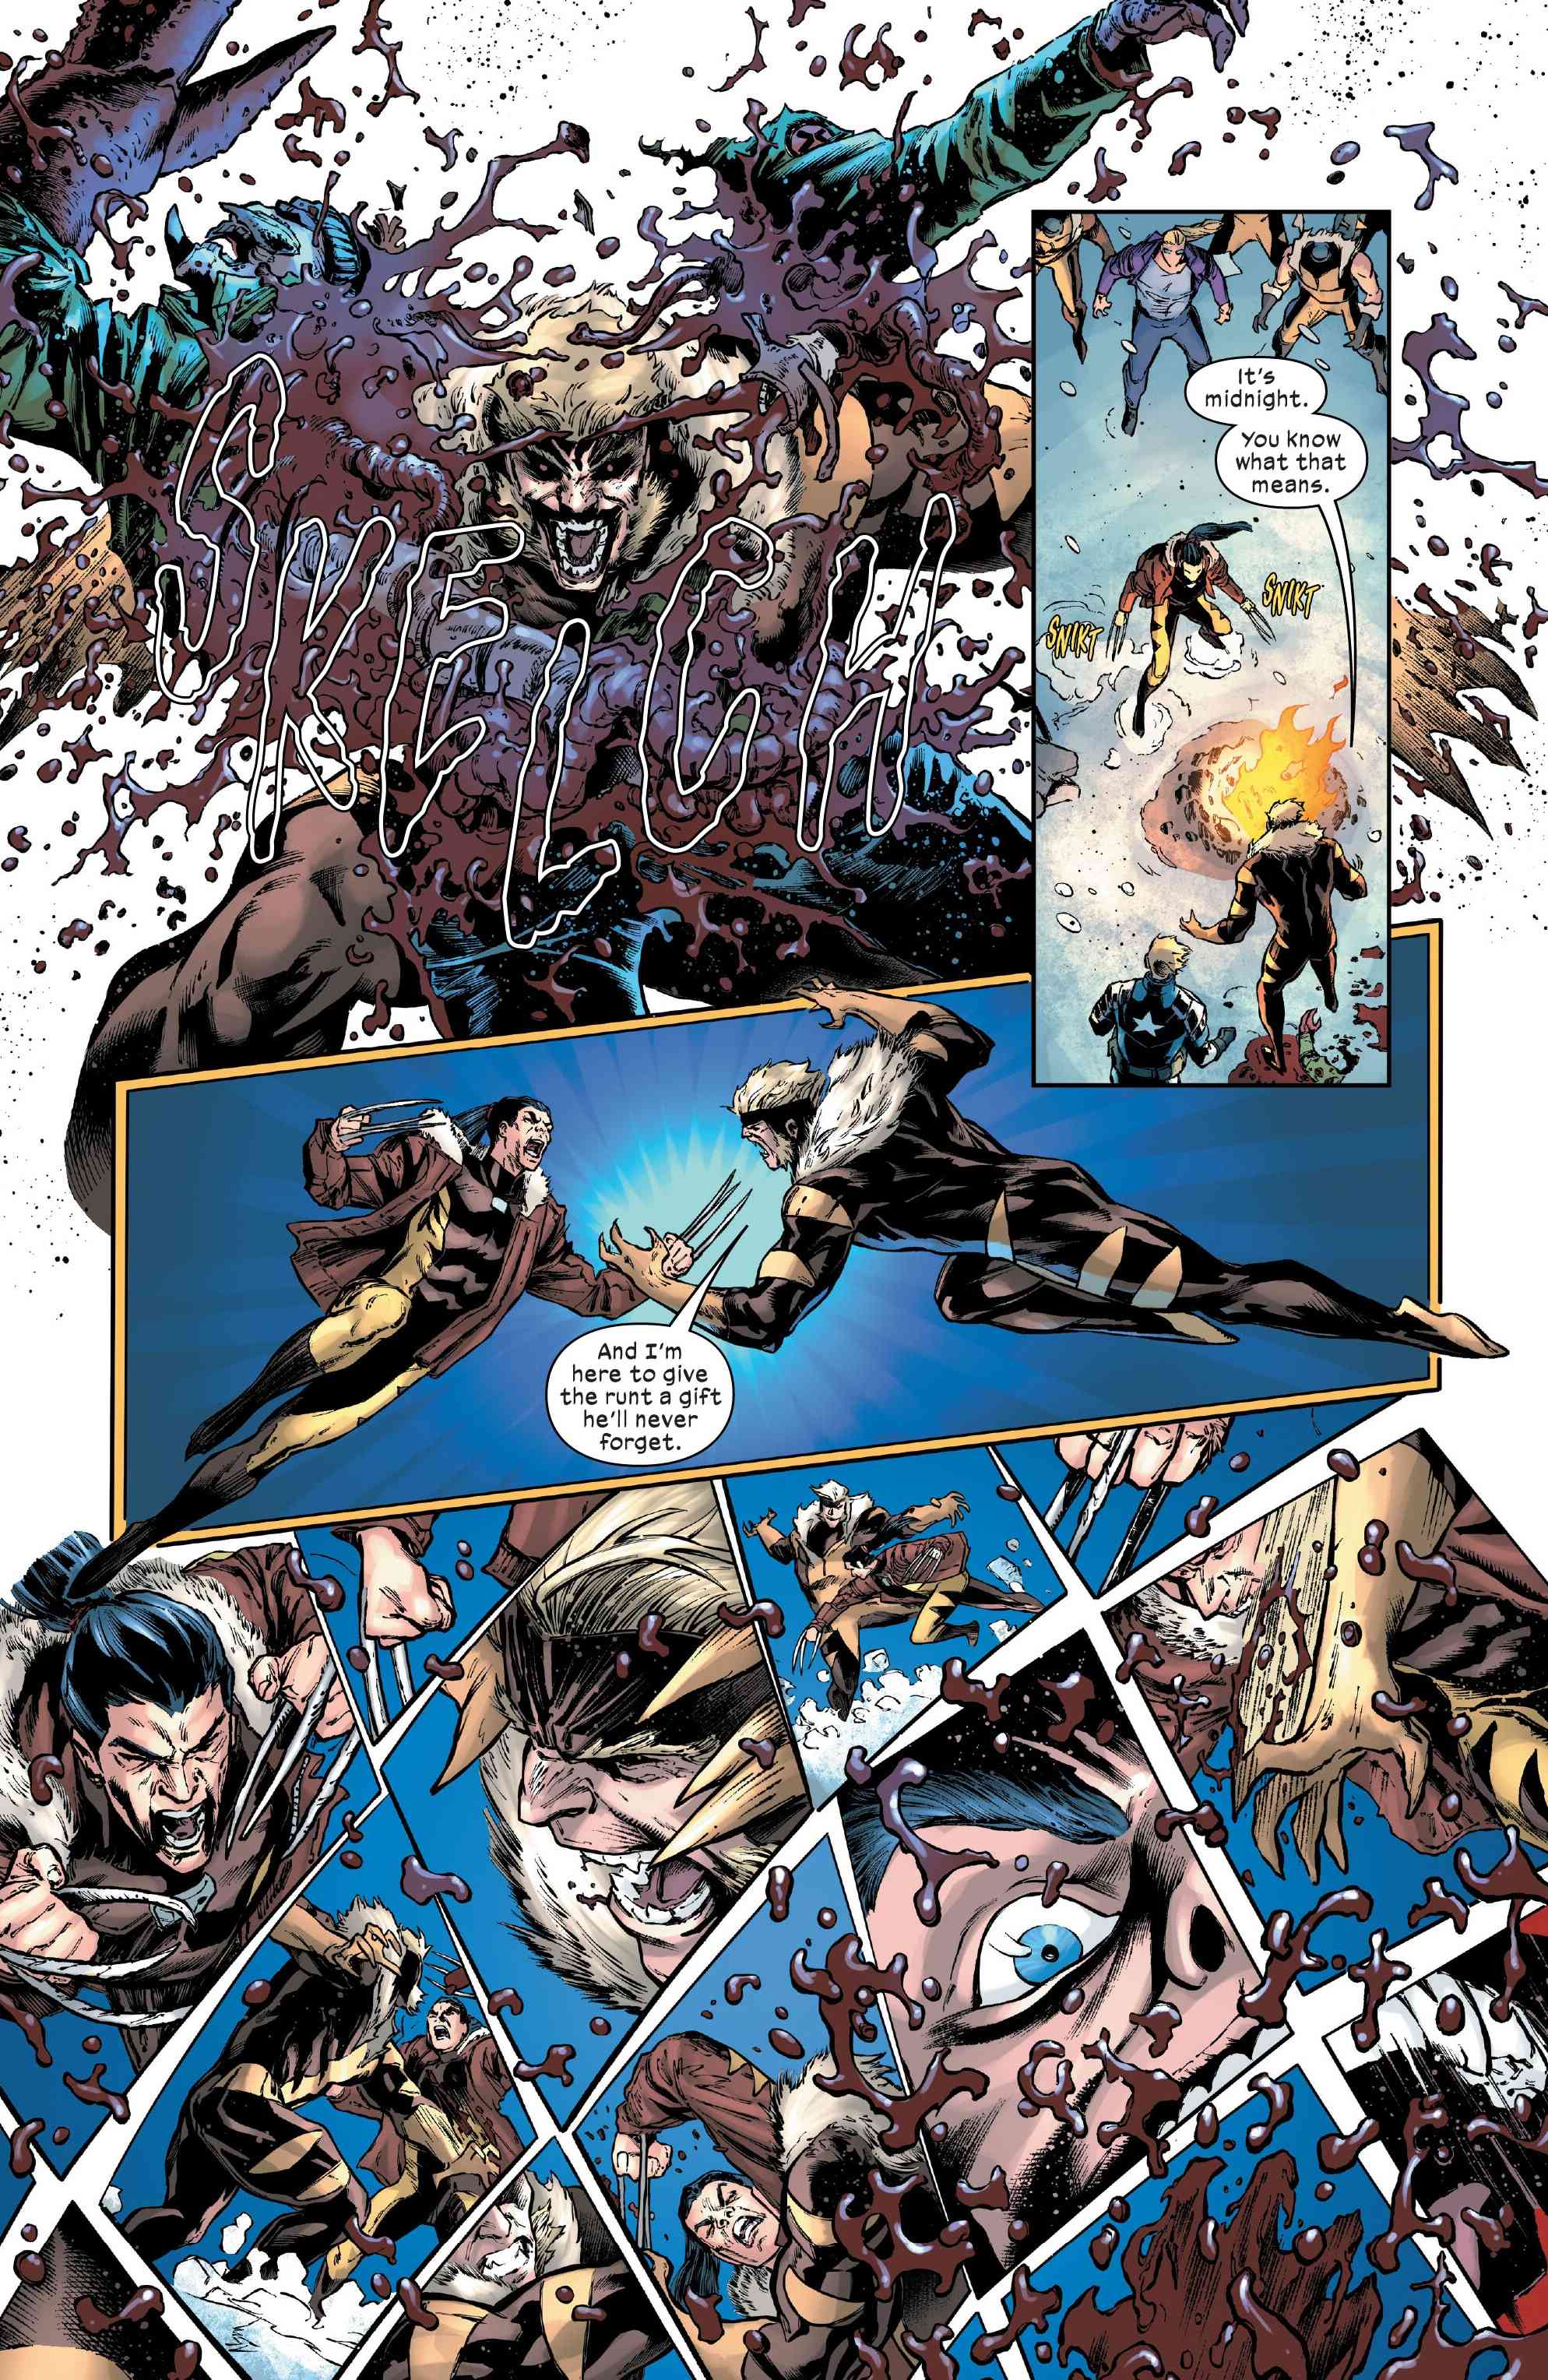 SKELCH
It's
midnight.
You know
what that
means.
SNIKT
SNIKT
And I'm
here to give
the runt a gift
he'll never
forget.